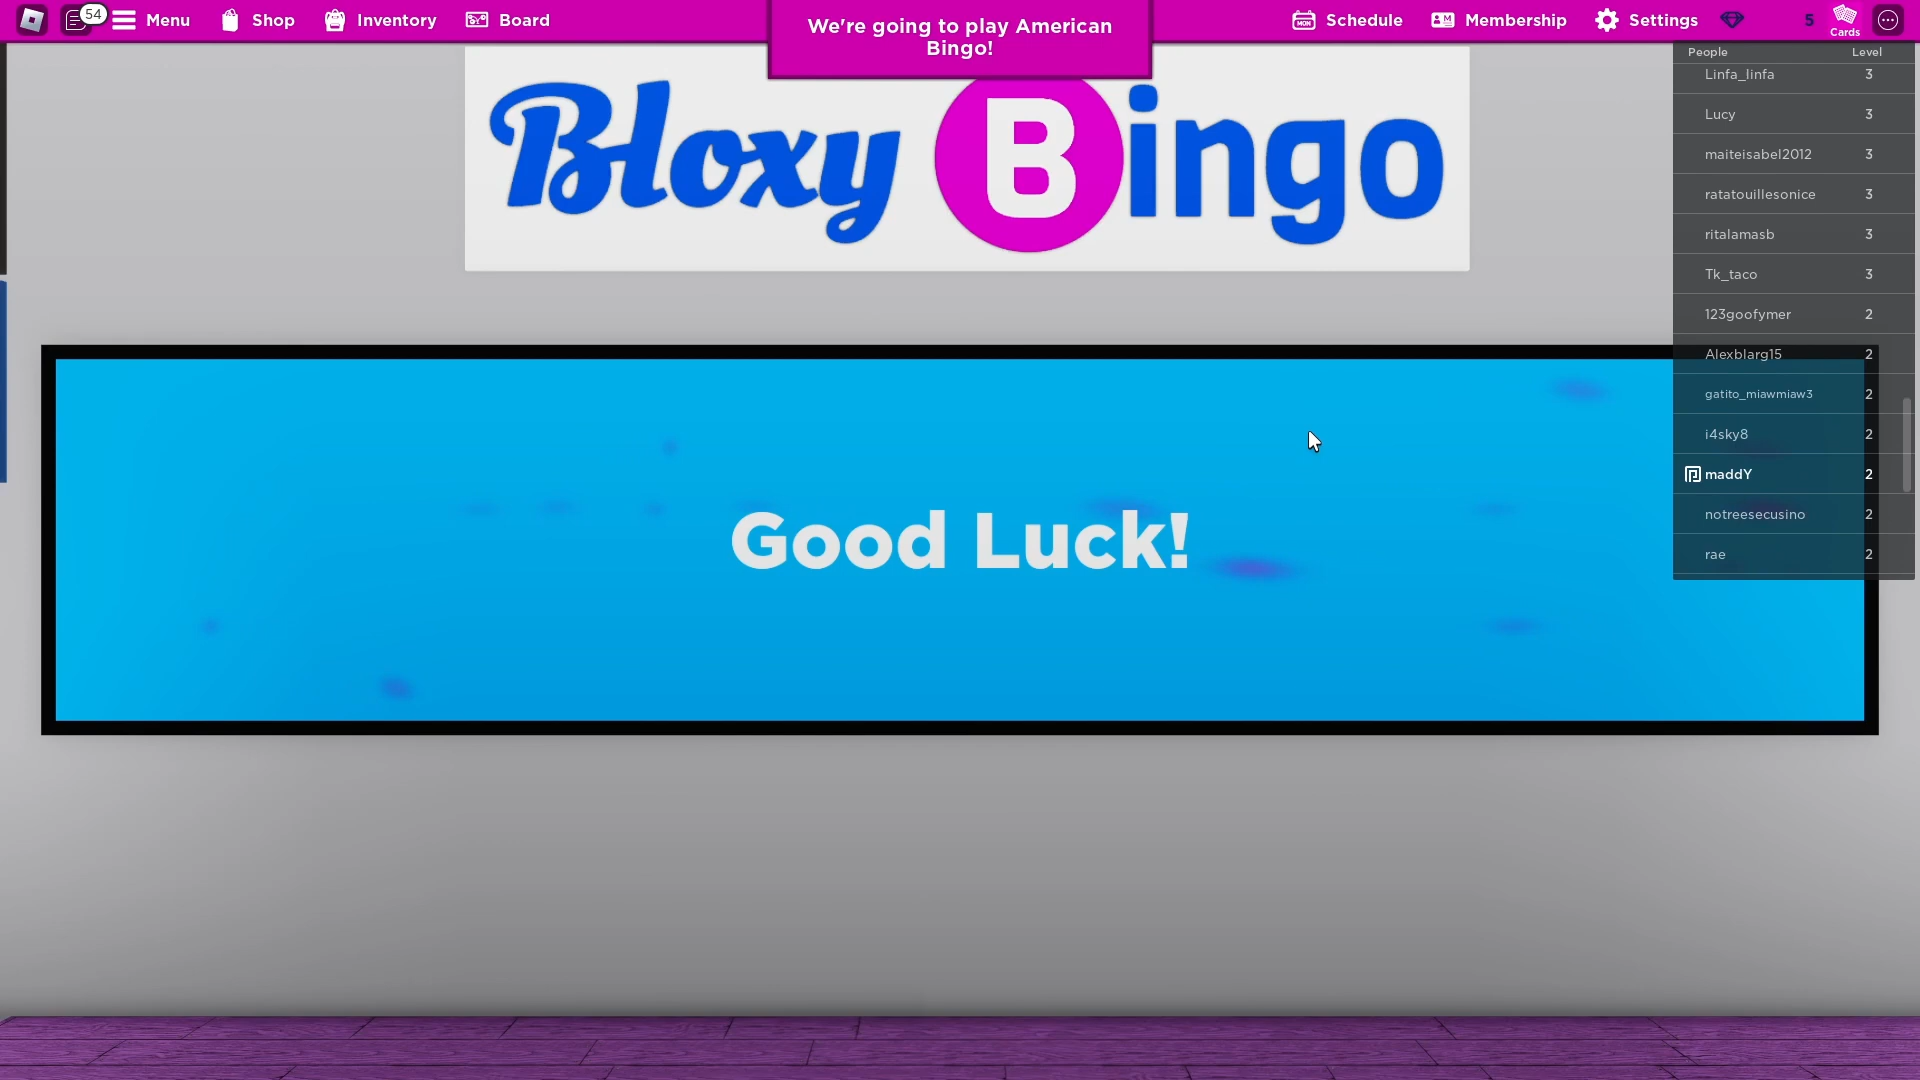 54
Menu
Shop
Inventory
Board
We're going to play American
Bingo!
Schedule
Membership
Settings
5
Cards
Bloxy Bingo
People Level
Linfa_linfa 3
Lucy 3
maiteisabel2012 3
ratatouillesonice 3
ritalamasb 3
Tk_taco 3
123goofymer 2
Alexblarg15 2
gatito_miawmiaw3 2
i4sky8 2
maddY 2
notreesecusino 2
rae 2
Good Luck!